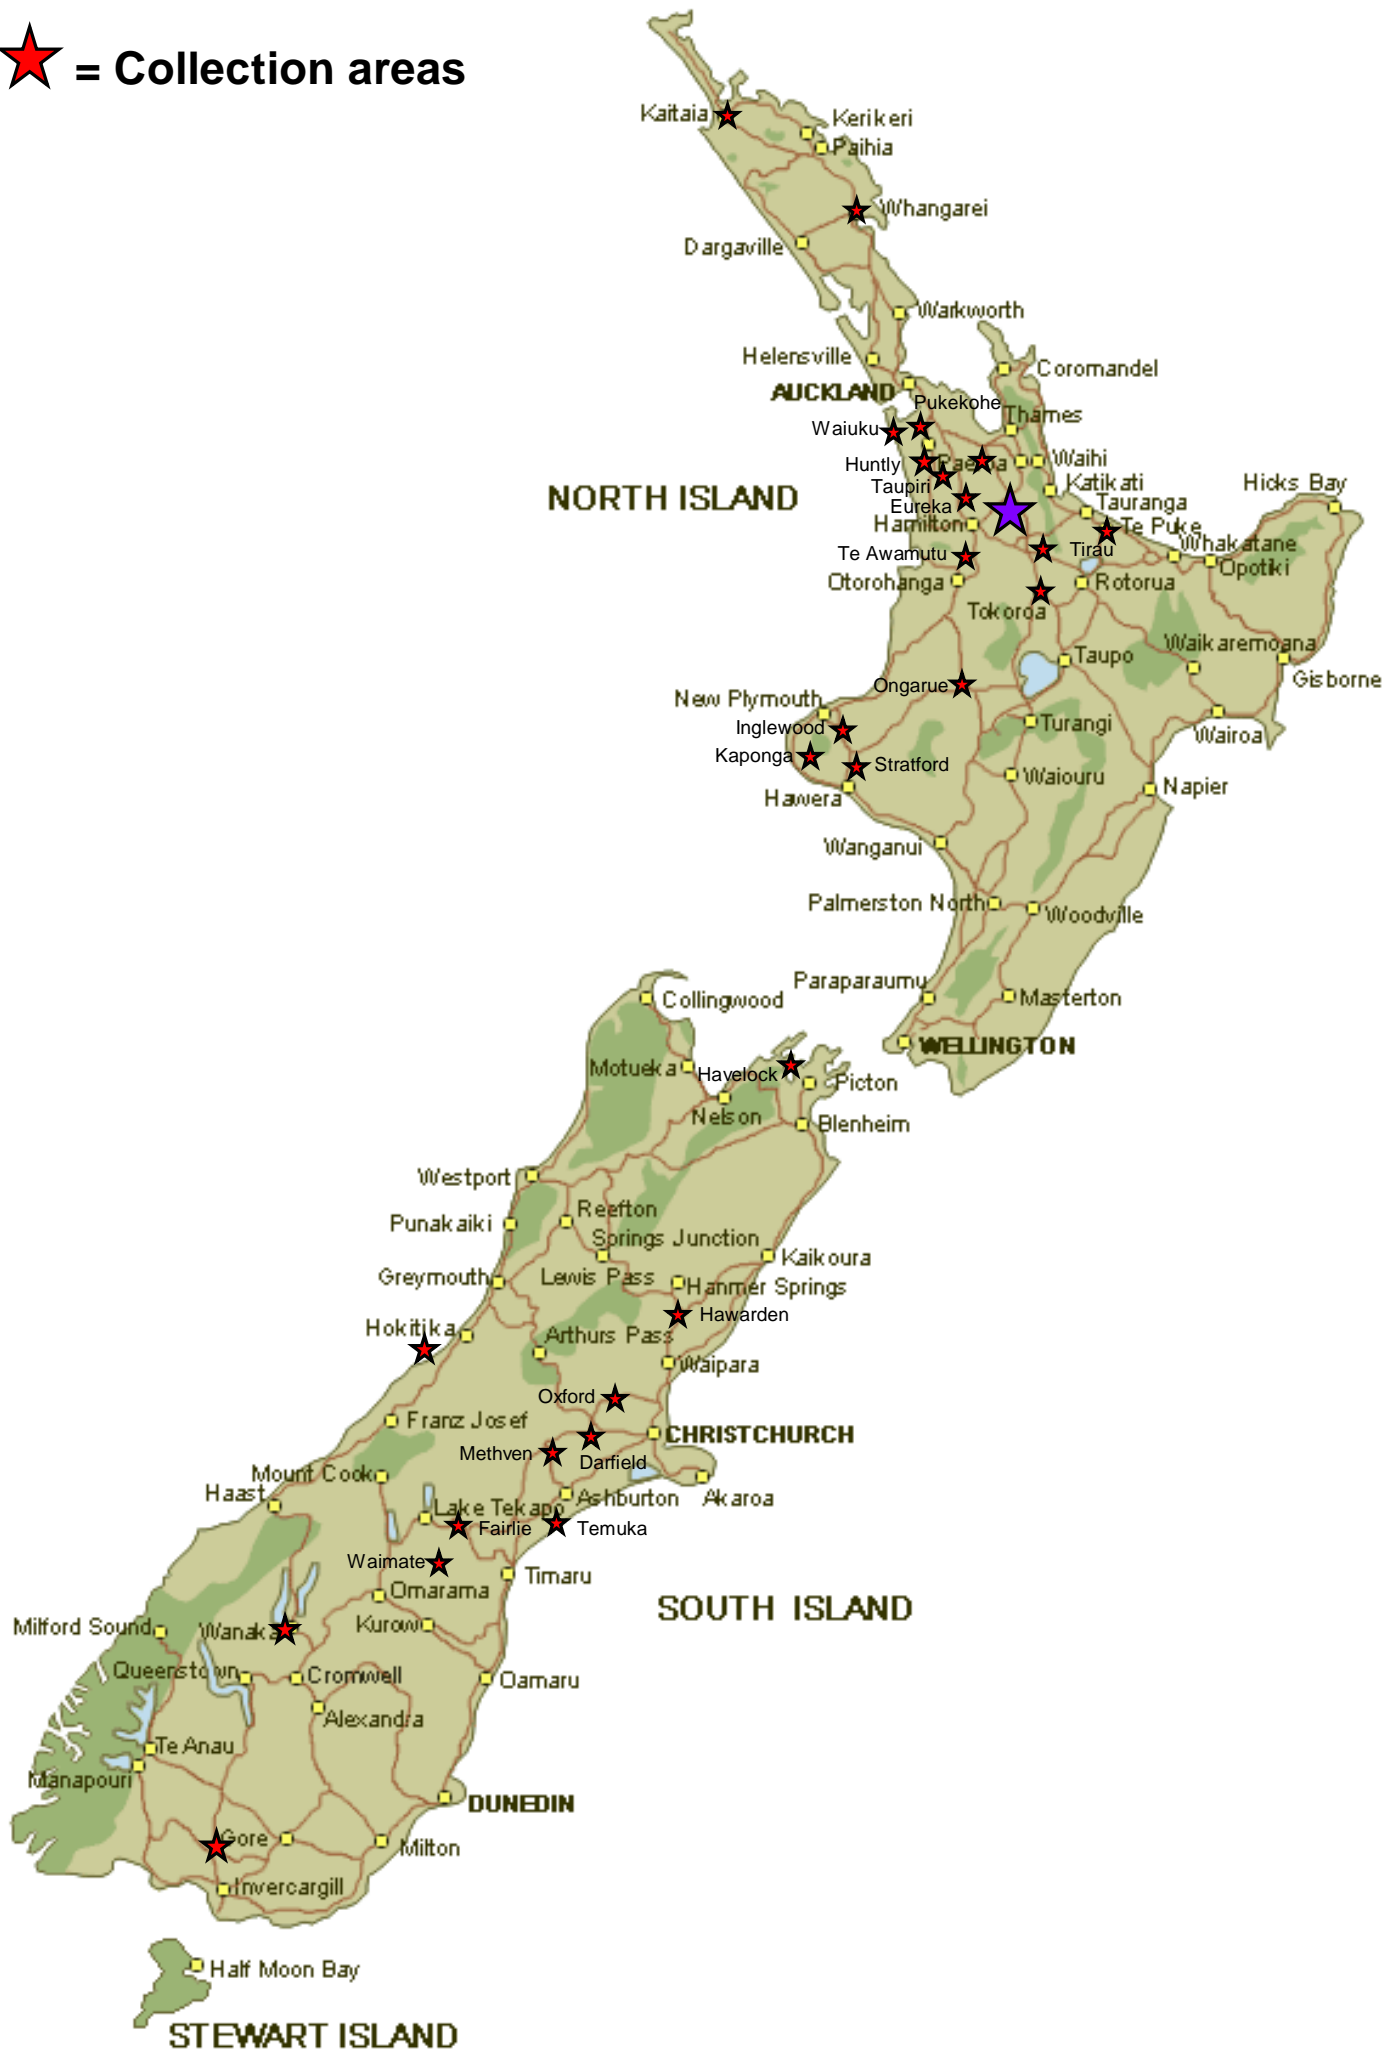 = Collection areas
Kaitaia
Kerikeri
Paihia
Whangarei
Dargaville
Warkworth
Helensville
Coromandel
AUCKLAND
Pukekohe
Thames
Waiuku
Huntly
Waihi
Taupiri
Katikati
Hicks Bay
NORTH ISLAND
Eureka
Tauranga
Hamilton
Te Puke
Te Awamutu
Tirau
Whakatane
Opotiki
Otorohanga
Rotorua
Tokoroa
Waikaremoana
Taupo
Gisborne
Ongarue
New Plymouth
Turangi
Inglewood
Wairoa
Kaponga
Stratford
Waiouru
Napier
Hawera
Wanganui
Palmerston North
Woodville
Paraparaumu
Masterton
Collingwood
WELLINGTON
Motueka
Havelock
Picton
Nelson
Blenheim
Westport
Reefton
Punakaiki
Springs Junction
Kaikoura
Greymouth
Lewis Pass
Hanmer Springs
Hawarden
Hokitika
Arthurs Pass
Waipara
Oxford
Franz Josef
CHRISTCHURCH
Methven
Darfield
Mount Cook
Haast
Ashburton
Akaroa
Lake Tekapo
Fairlie
Temuka
Waimate
Timaru
Omarama
SOUTH ISLAND
Milford Sound
Wanaka
Kurow
Queenstown
Cromwell
Oamaru
Alexandra
Te Anau
Manapouri
DUNEDIN
Gore
Milton
Invercargill
Half Moon Bay
STEWART ISLAND